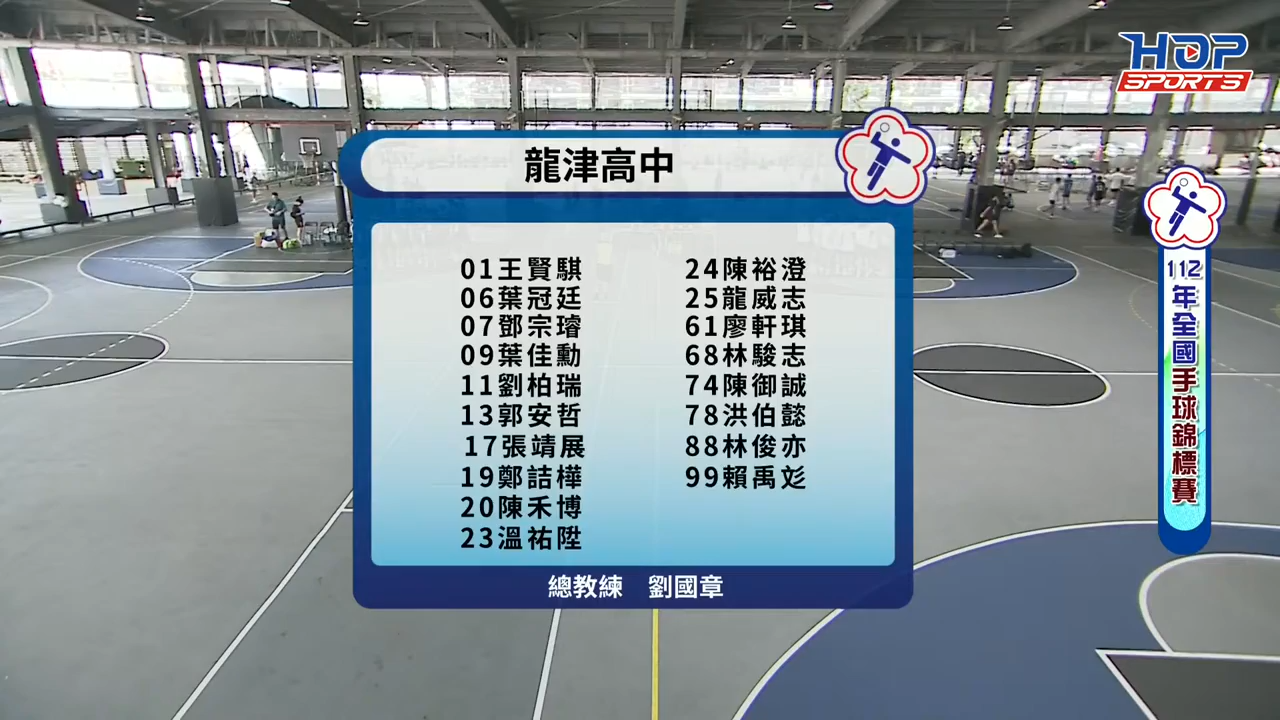 HOP
SPORTS
龍津高中
01王賢騏
06葉冠廷
07鄧宗璿
09葉佳勳
11劉柏瑞
13郭安哲
17張靖展
19鄭詰樺
20陳禾博
23溫祐陞
24陳裕澄
25龍威志
61廖軒琪
68林駿志
74陳御誠
78洪伯懿
88林俊亦
99賴禹彣
總教練 劉國章
112年全國手球錦標賽